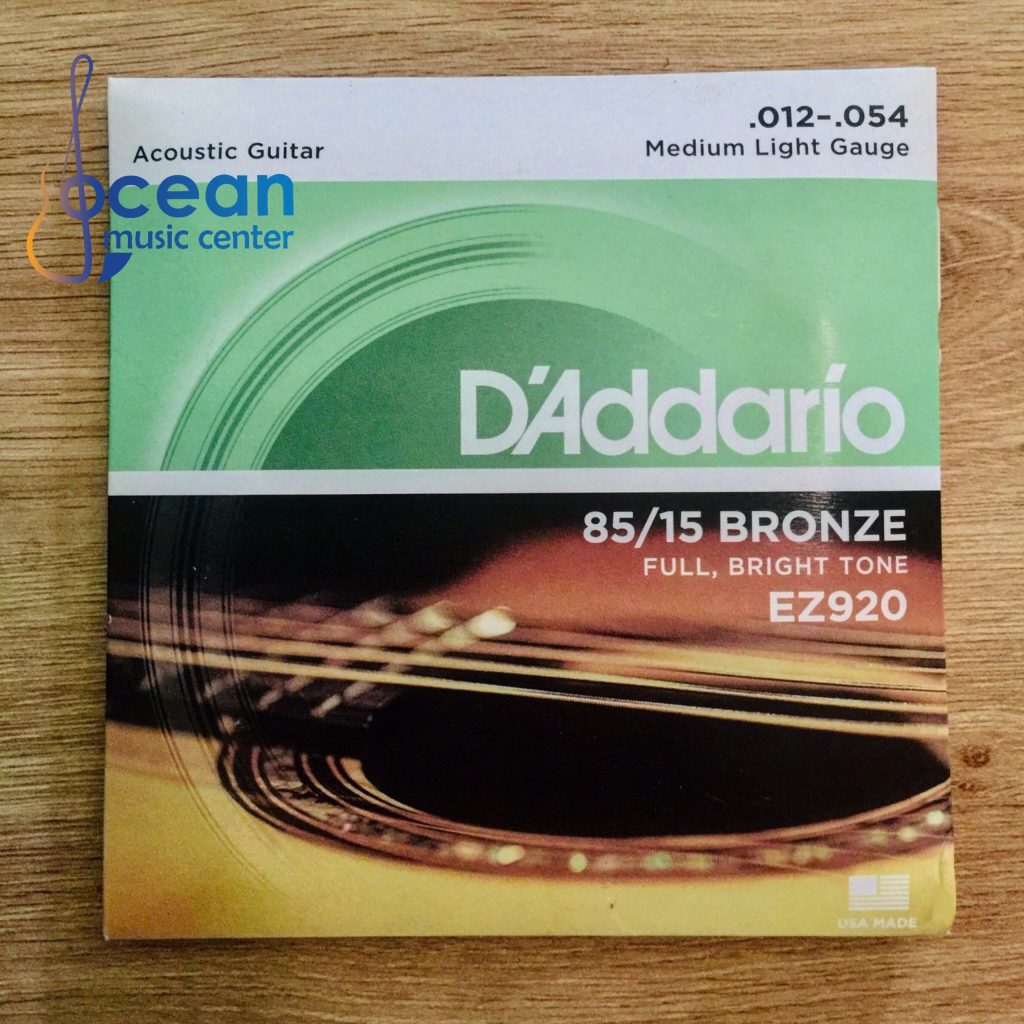 .012-.054
Acoustic Guitar
Medium Light Gauge
ocean
music center
D'Addario
85/15 BRONZE
FULL, BRIGHT TONE
EZ920
USA MADE